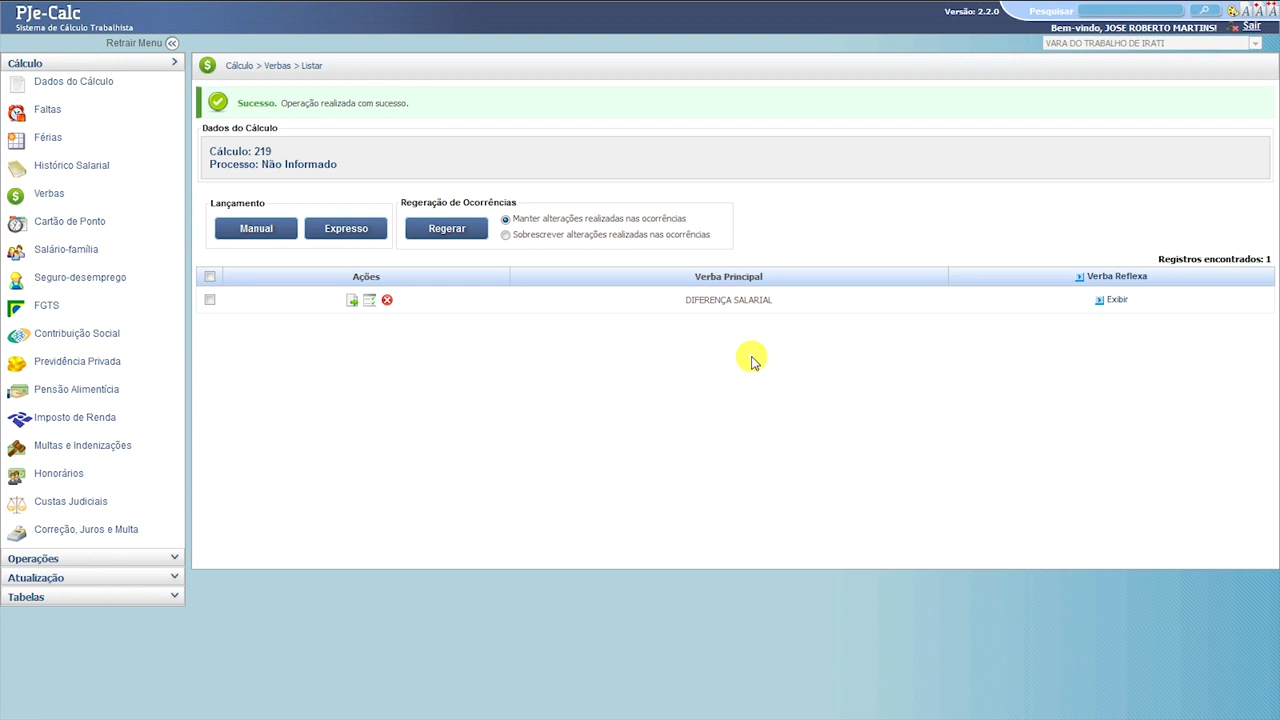 PJe-Calc
Sistema de Cálculo Trabalhista
Versão: 2.2.0
Pesquisar
A A A
Bem-vindo, JOSE ROBERTO MARTINS!
Sair
Retrair Menu
VARA DO TRABALHO DE IRATI
Cálculo
Dados do Cálculo
Faltas
Férias
Histórico Salarial
Verbas
Cartão de Ponto
Salário-família
Seguro-desemprego
FGTS
Contribuição Social
Previdência Privada
Pensão Alimentícia
Imposto de Renda
Multas e Indenizações
Honorários
Custas Judiciais
Correção, Juros e Multa
Operações
Atualização
Tabelas
Cálculo > Verbas > Listar
Sucesso. Operação realizada com sucesso.
Dados do Cálculo
Cálculo: 219
Processo: Não Informado
Lançamento
Manual
Expresso
Regeração de Ocorrências
Regerar
Manter alterações realizadas nas ocorrências
Sobrescrever alterações realizadas nas ocorrências
Registros encontrados: 1
Ações
Verba Principal
Verba Reflexa
DIFERENÇA SALARIAL
Exibir